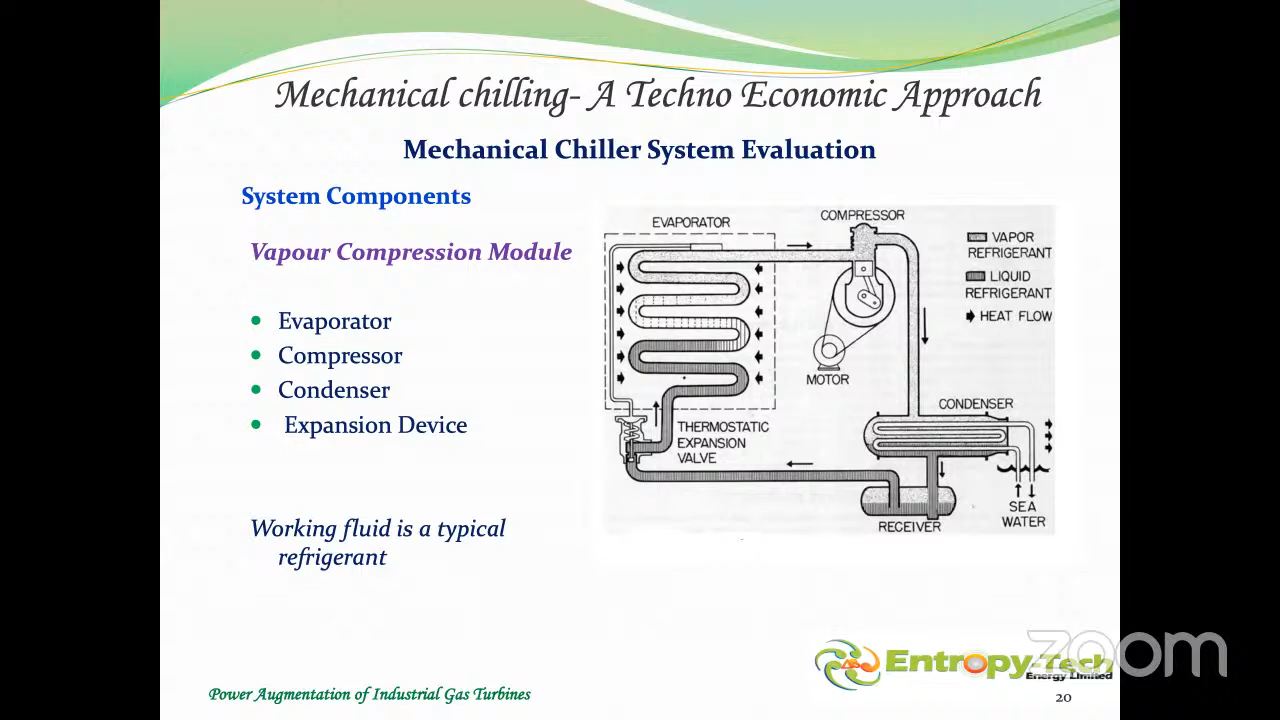 Mechanical chilling- A Techno Economic Approach
Mechanical Chiller System Evaluation
System Components
Vapour Compression Module
• Evaporator
• Compressor
• Condenser
• Expansion Device
Working fluid is a typical
refrigerant
EVAPORATOR
COMPRESSOR
VAPOR
REFRIGERANT
LIQUID
REFRIGERANT
HEAT FLOW
MOTOR
CONDENSER
THERMOSTATIC
EXPANSION
VALVE
RECEIVER
SEA
WATER
zoom
Entropy-Tech
Energy Limited
Power Augmentation of Industrial Gas Turbines
20